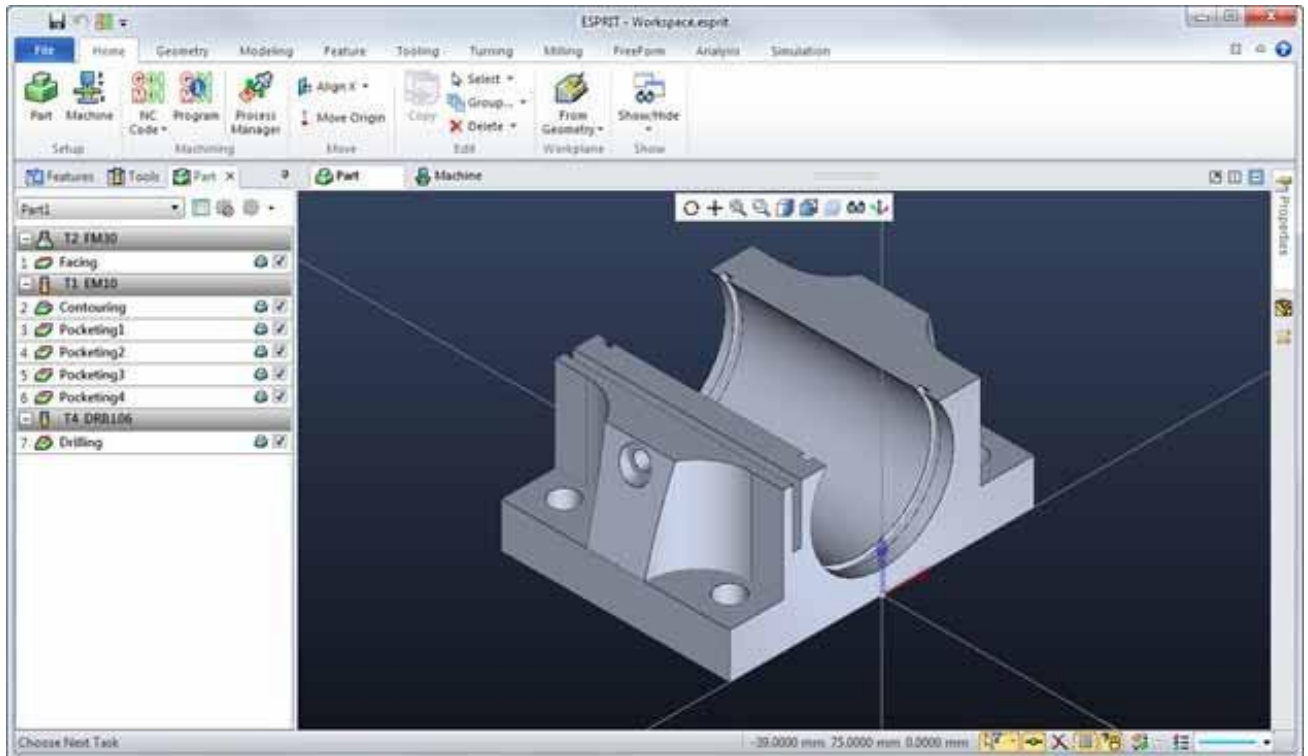 ESPRIT - Workspace.esprit
File Home Geometry Modeling Feature Tooling Turning Milling FreeForm Analysis Simulation
Part Machine NC Code Program Process Manager Align X Move Origin Copy Select Group... Delete From Geometry Show/Hide
Setup Machining Move Edit Workplane Show
Features Tools Part Part Machine
Properties
Part1
T2 FM30
1 Facing
T1 EM10
2 Contouring
3 Pocketing1
4 Pocketing2
5 Pocketing3
6 Pocketing4
T4 DRB106
7 Drilling
Choose Next Task -39.0000 mm 75.0000 mm 0.0000 mm